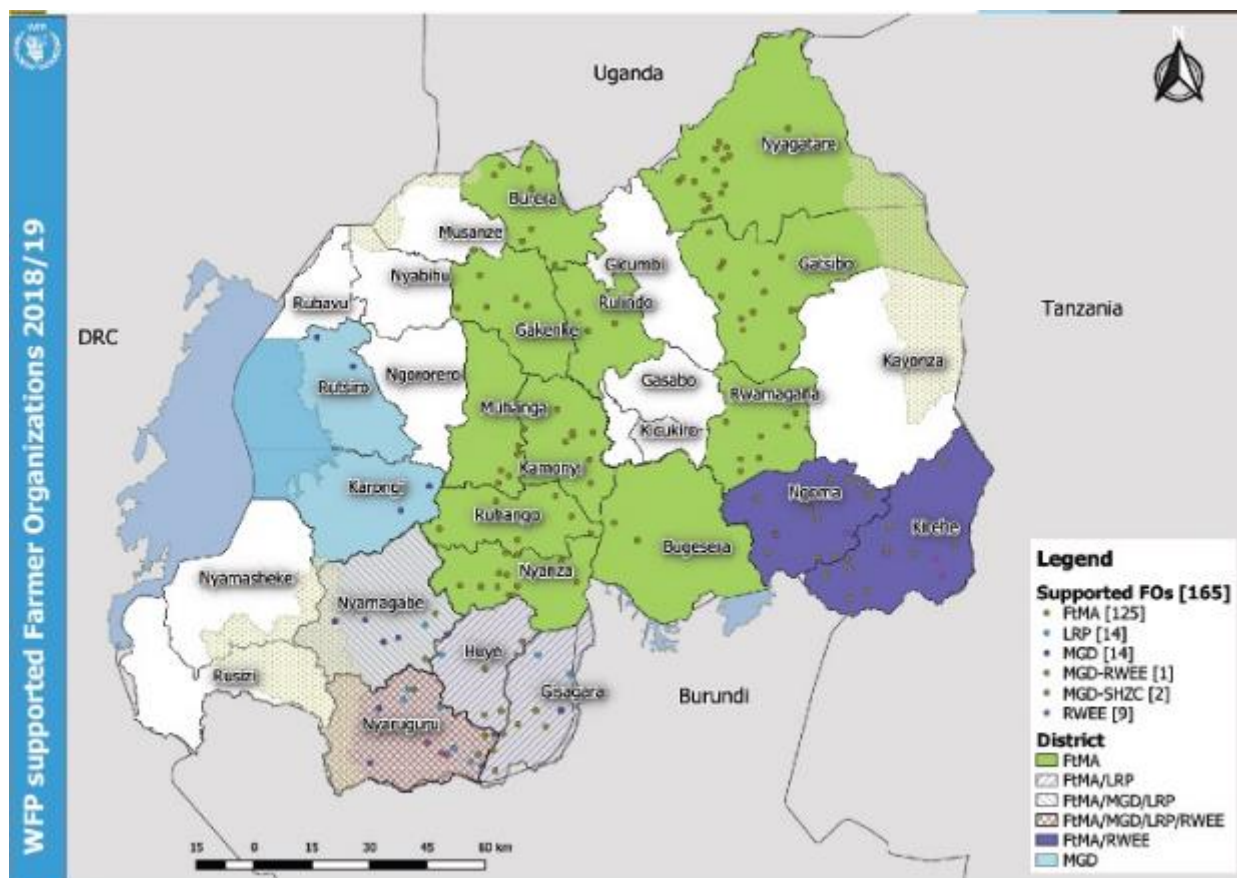 WFP supported Farmer Organizations 2018/19
WFP
N
Uganda
Nyagatare
Burera
Musanze
Gicumbi
Gatsibo
Nyabihu
Rubavu
Rulindo
Tanzania
DRC
Gakenke
Kayonza
Rutsiro
Ngororero
Gasabo
Rwamagana
Muhanga
Kicukiro
Kamonyi
Karongi
Ngoma
Ruhango
Kirehe
Bugesera
Nyanza
Nyamasheke
Nyamagabe
Huye
Rusizi
Gisagara
Burundi
Nyaruguru
Legend
Supported FOs [165]
FtMA [125]
LRP [14]
MGD [14]
MGD-RWEE [1]
MGD-SHZC [2]
RWEE [9]
District
FtMA
FtMA/LRP
FtMA/MGD/LRP
FtMA/MGD/LRP/RWEE
FtMA/RWEE
MGD
15 0 15 30 45 60 km